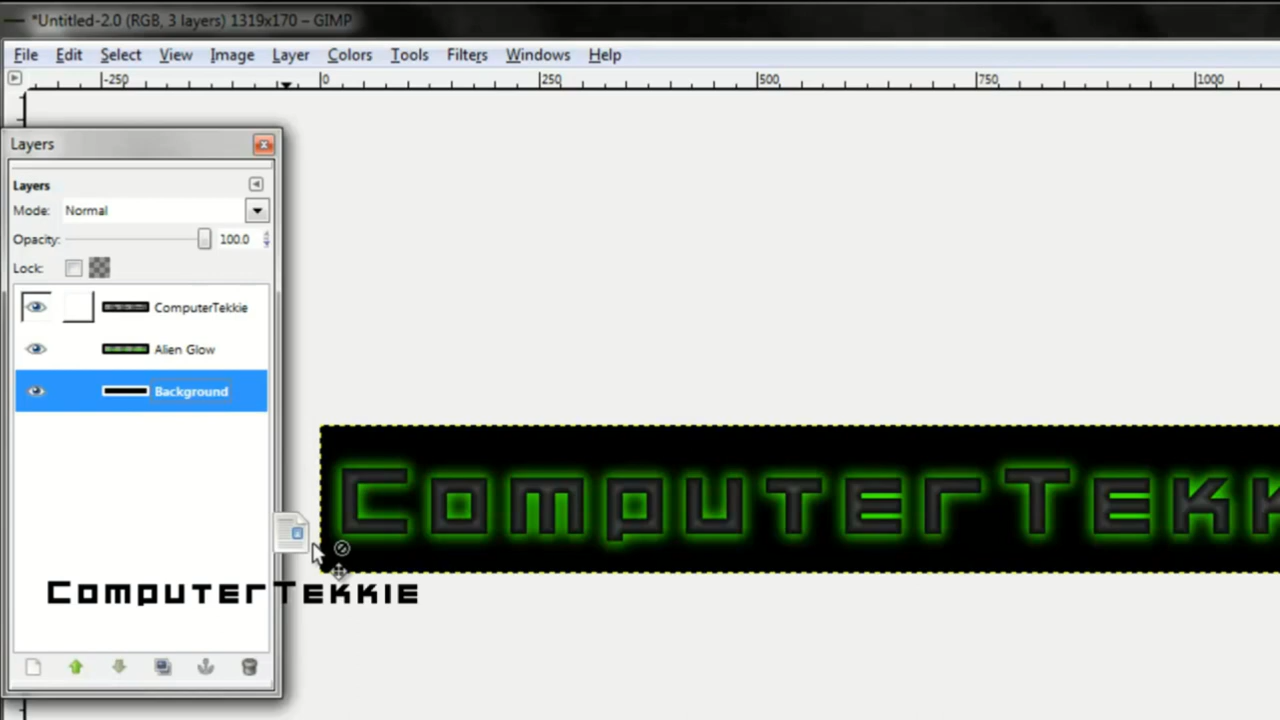 *Untitled-2.0 (RGB, 3 layers) 1319x170 – GIMP
File Edit Select View Image Layer Colors Tools Filters Windows Help
-250 0 250 500 750 1000
Layers
Layers
Mode: Normal
Opacity: 100.0
Lock:
ComputerTekkie
Alien Glow
Background
ComputerTekk
ComputerTekkie